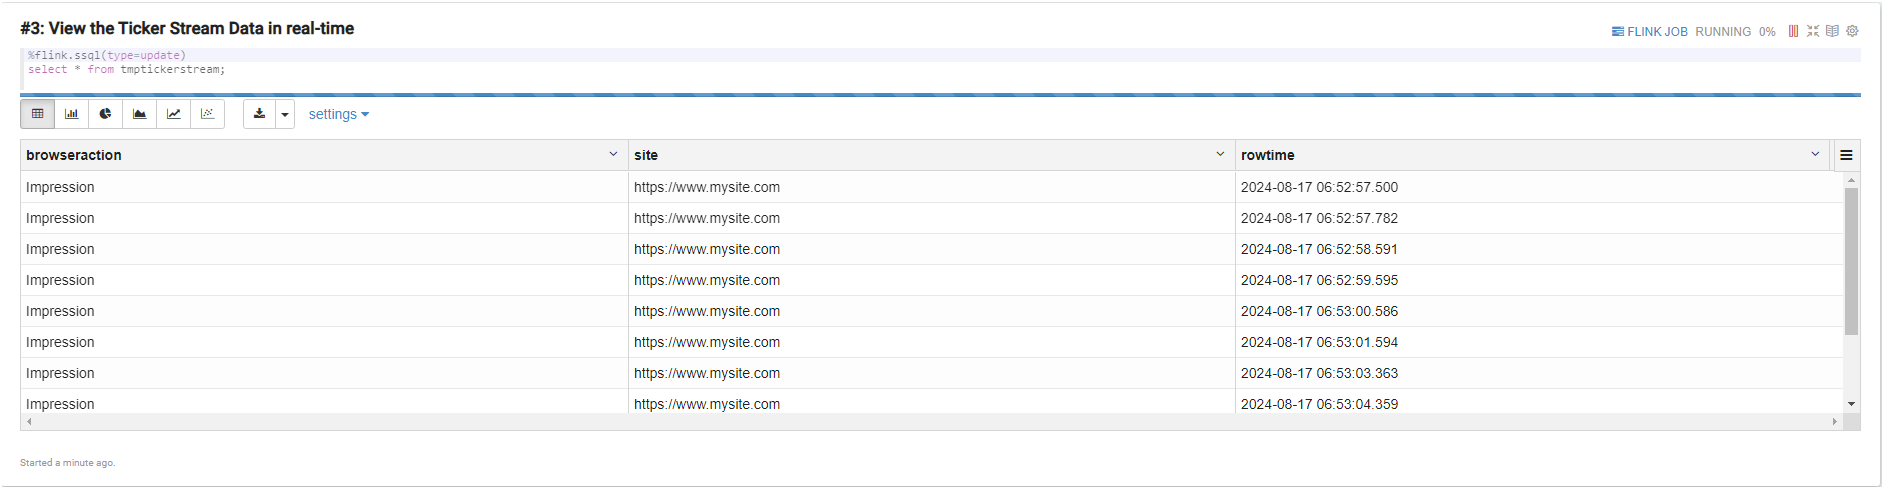 #3: View the Ticker Stream Data in real-time
FLINK JOB RUNNING 0%
%flink.ssql(type=update)
select * from tmptickerstream;
settings
browseraction site rowtime
Impression https://www.mysite.com 2024-08-17 06:52:57.500
Impression https://www.mysite.com 2024-08-17 06:52:57.782
Impression https://www.mysite.com 2024-08-17 06:52:58.591
Impression https://www.mysite.com 2024-08-17 06:52:59.595
Impression https://www.mysite.com 2024-08-17 06:53:00.586
Impression https://www.mysite.com 2024-08-17 06:53:01.594
Impression https://www.mysite.com 2024-08-17 06:53:03.363
Impression https://www.mysite.com 2024-08-17 06:53:04.359
Started a minute ago.